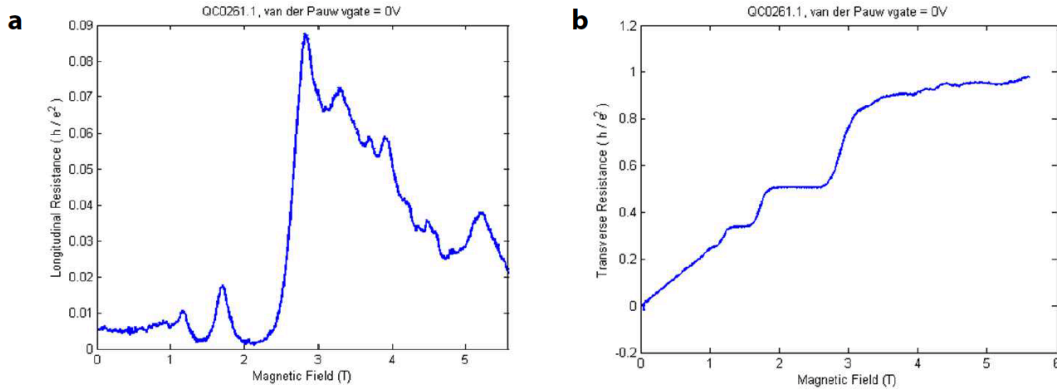 a
QC0261.1, van der Pauw vgate = 0V
0.09
0.08
0.07
0.06
0.05
0.04
0.03
0.02
0.01
0
Longitudinal Resistance ( h / e²)
0 1 2 3 4 5
Magnetic Field (T)
b
QC0261.1, van der Pauw vgate = 0V
1.2
1
0.8
0.6
0.4
0.2
0
-0.2
Transverse Resistance ( h / e²)
0 1 2 3 4 5 6
Magnetic Field (T)